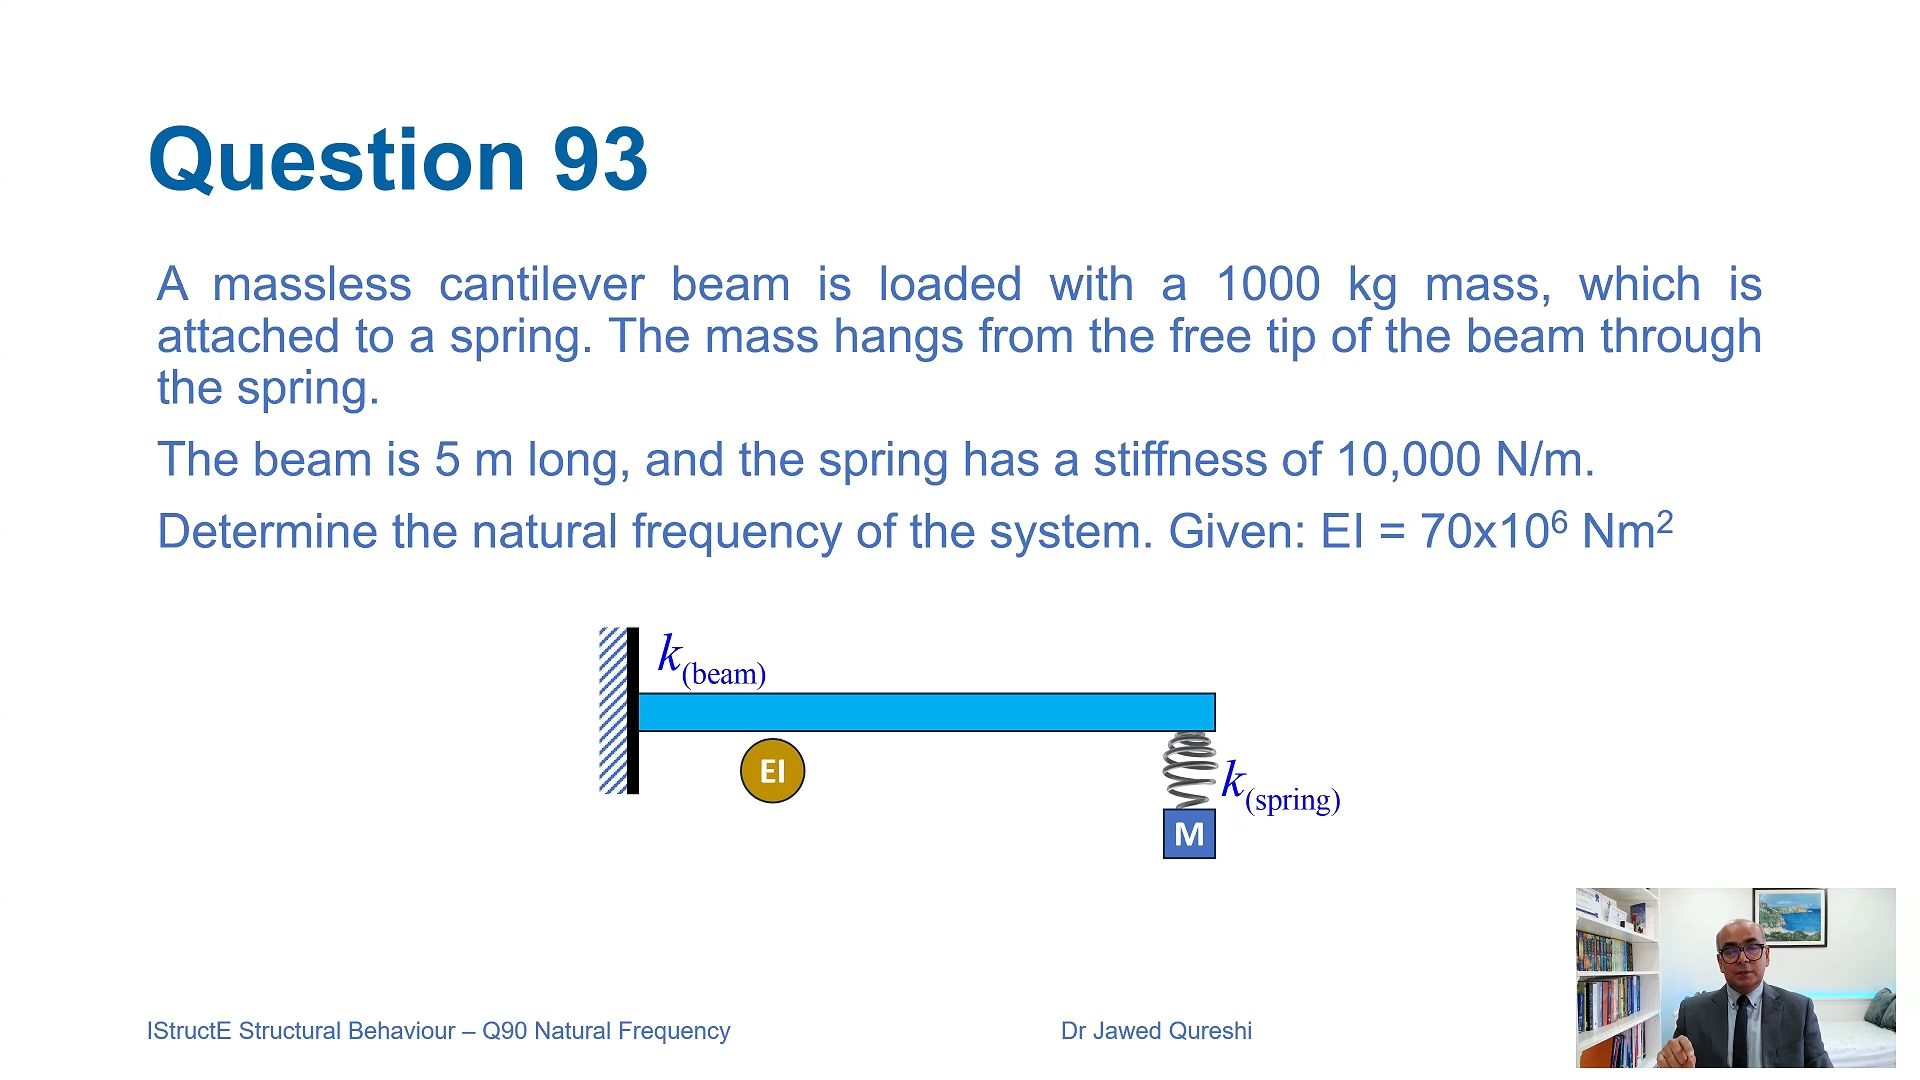 Question 93
A massless cantilever beam is loaded with a 1000 kg mass, which is
attached to a spring. The mass hangs from the free tip of the beam through
the spring.
The beam is 5 m long, and the spring has a stiffness of 10,000 N/m.
Determine the natural frequency of the system. Given: EI = 70x10⁶ Nm²
k(beam)
EI
k(spring)
M
IStructE Structural Behaviour – Q90 Natural Frequency
Dr Jawed Qureshi